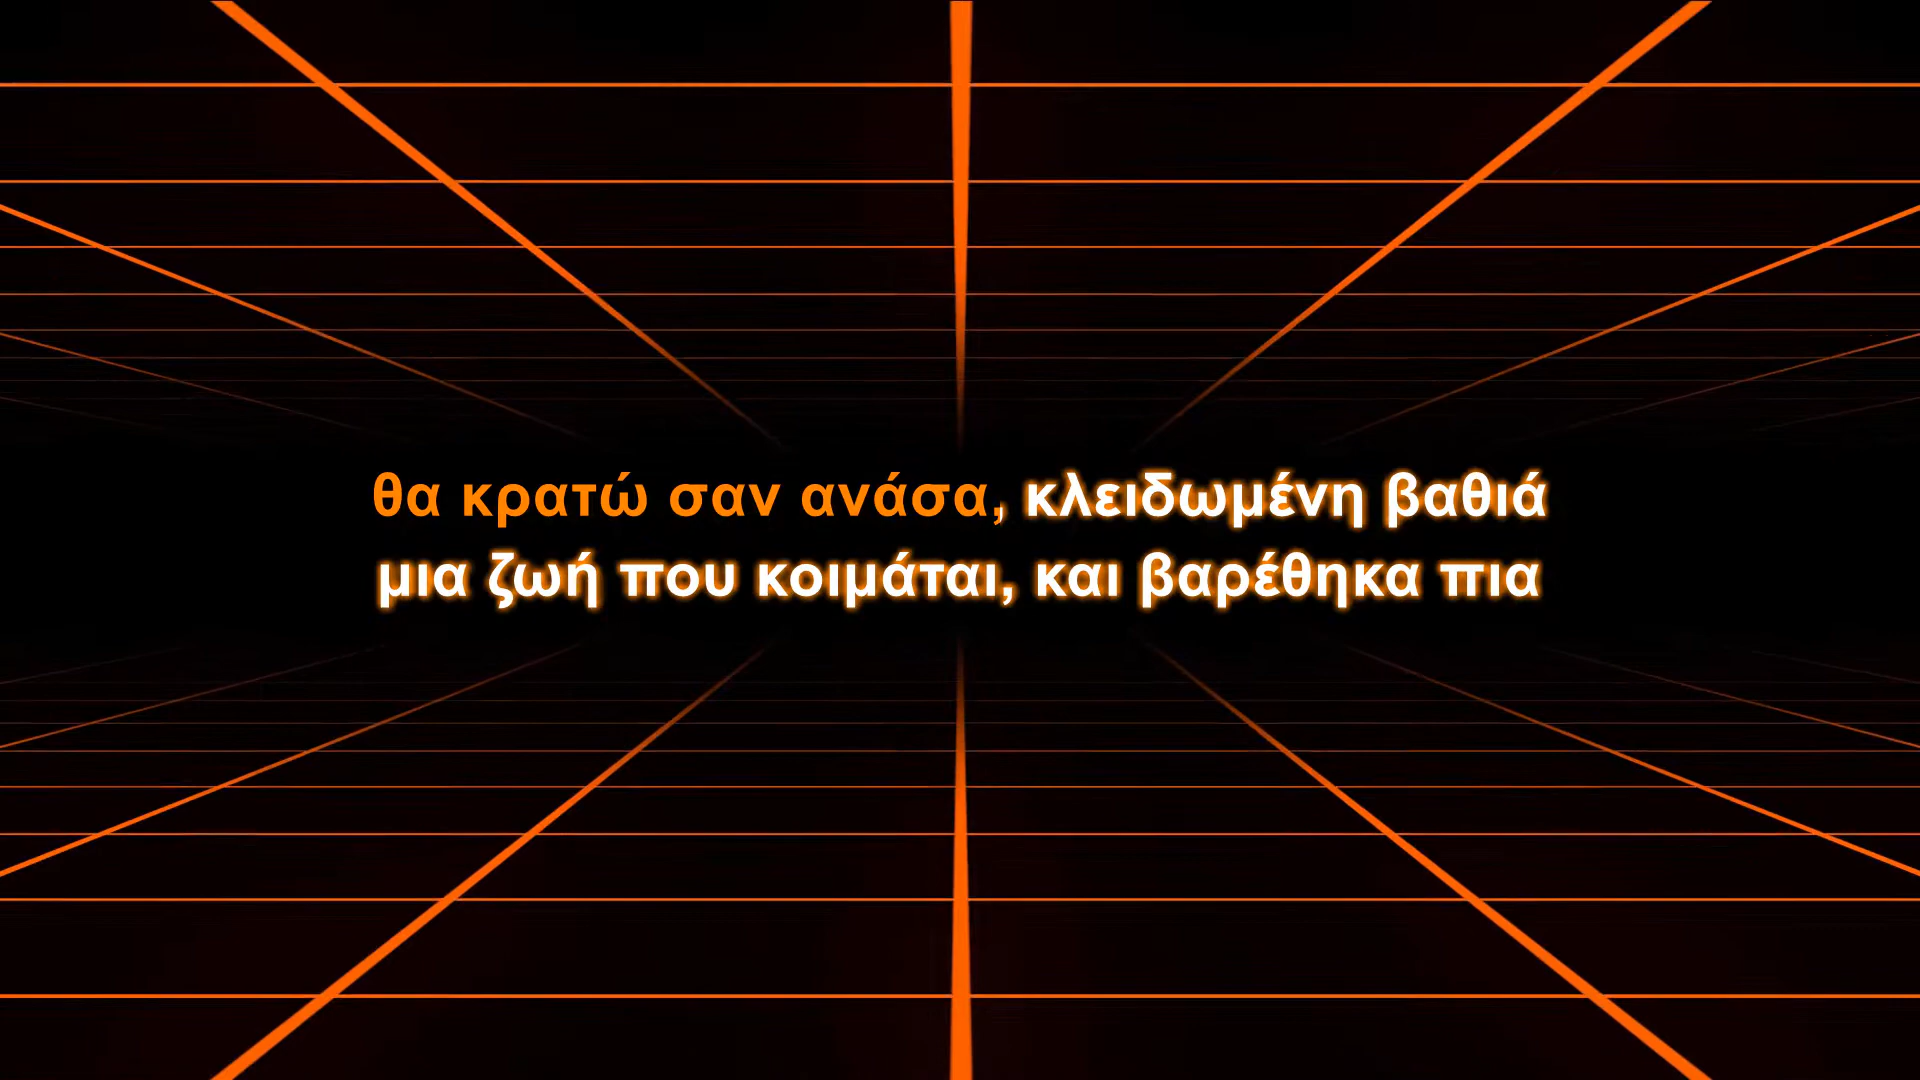 θα κρατώ σαν ανάσα, κλειδωμένη βαθιά
μια ζωή που κοιμάται, και βαρέθηκα πια